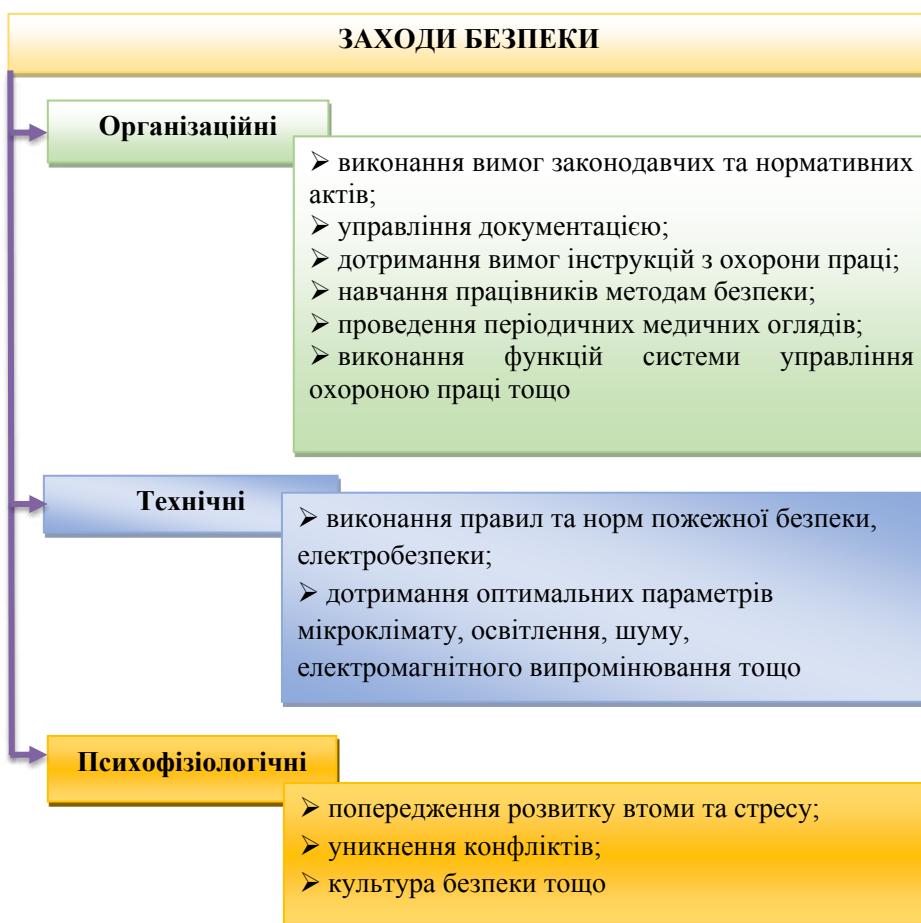 ЗАХОДИ БЕЗПЕКИ
Організаційні
➢ виконання вимог законодавчих та нормативних
актів;
➢ управління документацією;
➢ дотримання вимог інструкцій з охорони праці;
➢ навчання працівників методам безпеки;
➢ проведення періодичних медичних оглядів;
➢ виконання функцій системи управління
охороною праці тощо
Технічні
➢ виконання правил та норм пожежної безпеки,
електробезпеки;
➢ дотримання оптимальних параметрів
мікроклімату, освітлення, шуму,
електромагнітного випромінювання тощо
Психофізіологічні
➢ попередження розвитку втоми та стресу;
➢ уникнення конфліктів;
➢ культура безпеки тощо